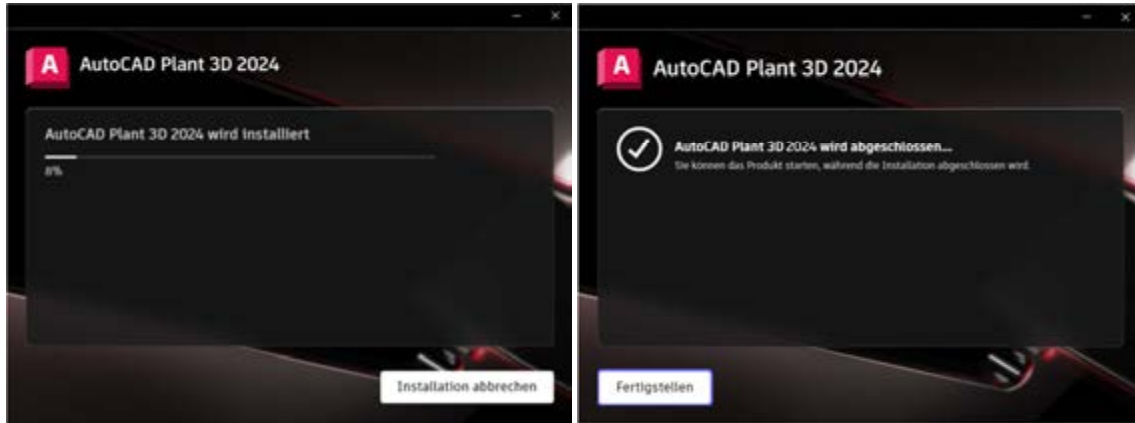 AutoCAD Plant 3D 2024
AutoCAD Plant 3D 2024 wird installiert
8%
Installation abbrechen
AutoCAD Plant 3D 2024
AutoCAD Plant 3D 2024 wird abgeschlossen...
Sie können das Produkt starten, während die Installation abgeschlossen wird.
Fertigstellen